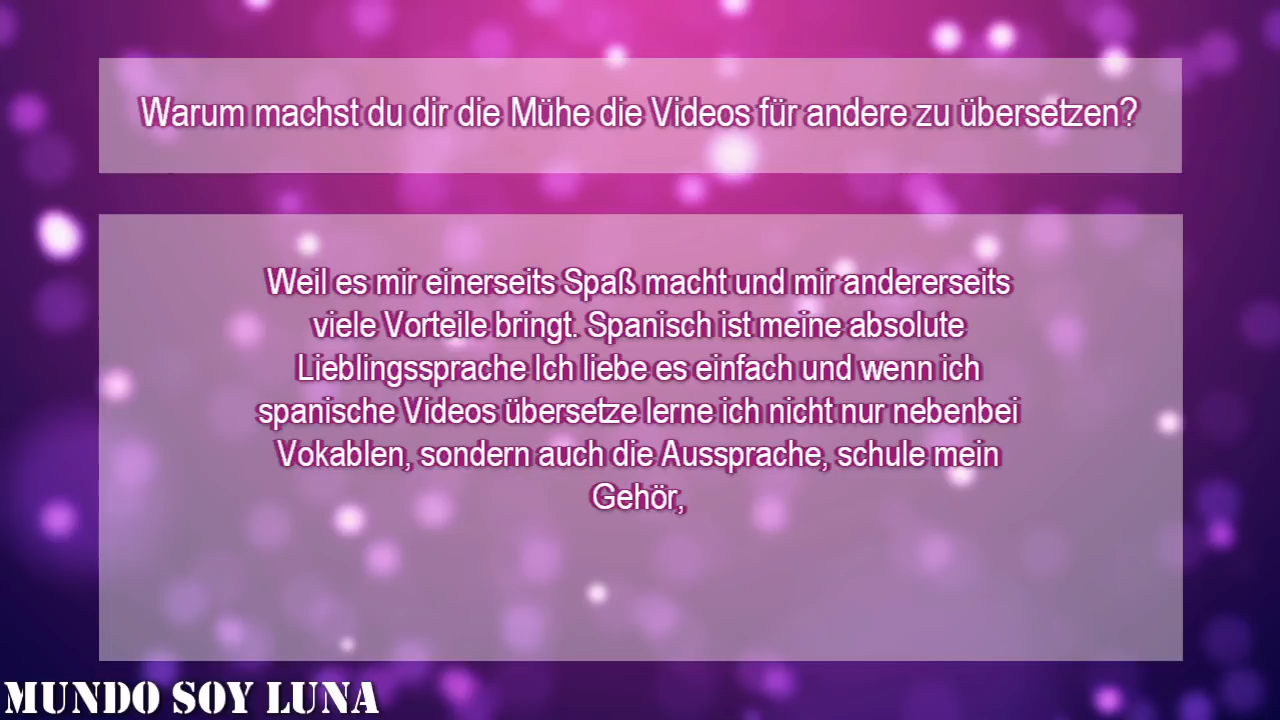 Warum machst du dir die Mühe die Videos für andere zu übersetzen?
Weil es mir einerseits Spaß macht und mir andererseits
viele Vorteile bringt. Spanisch ist meine absolute
Lieblingssprache Ich liebe es einfach und wenn ich
spanische Videos übersetze lerne ich nicht nur nebenbei
Vokablen, sondern auch die Aussprache, schule mein
Gehör,
MUNDO SOY LUNA